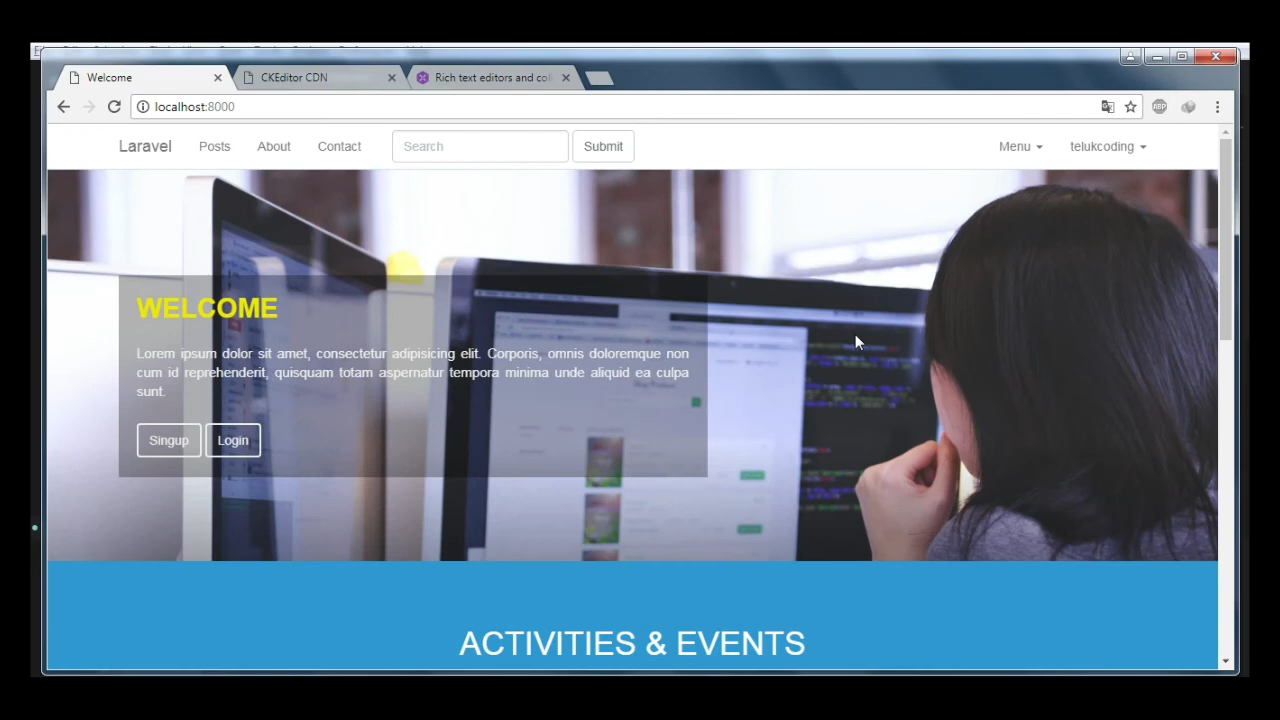 Welcome
CKEditor CDN
Rich text editors and col
localhost:8000
ABP
Laravel
Posts
About
Contact
Search
Submit
Menu
telukcoding
WELCOME
Lorem ipsum dolor sit amet, consectetur adipisicing elit. Corporis, omnis doloremque non
cum id reprehenderit, quisquam totam aspernatur tempora minima unde aliquid ea culpa
sunt.
Singup
Login
ACTIVITIES & EVENTS